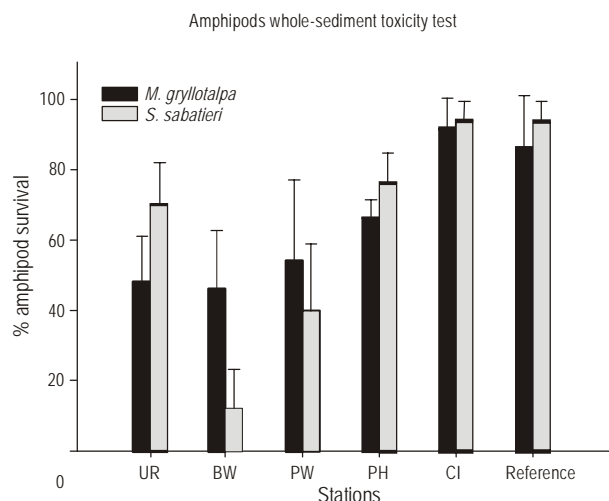 Amphipods whole-sediment toxicity test
M. gryllotalpa
S. sabatieri
% amphipod survival
100
80
60
40
20
0
UR BW PW PH CI Reference
Stations